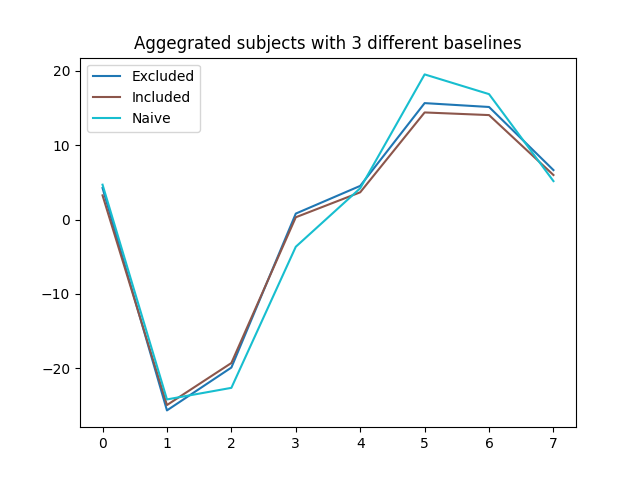 Aggegrated subjects with 3 different baselines
Excluded
Included
Naive
20
10
0
−10
−20
0 1 2 3 4 5 6 7